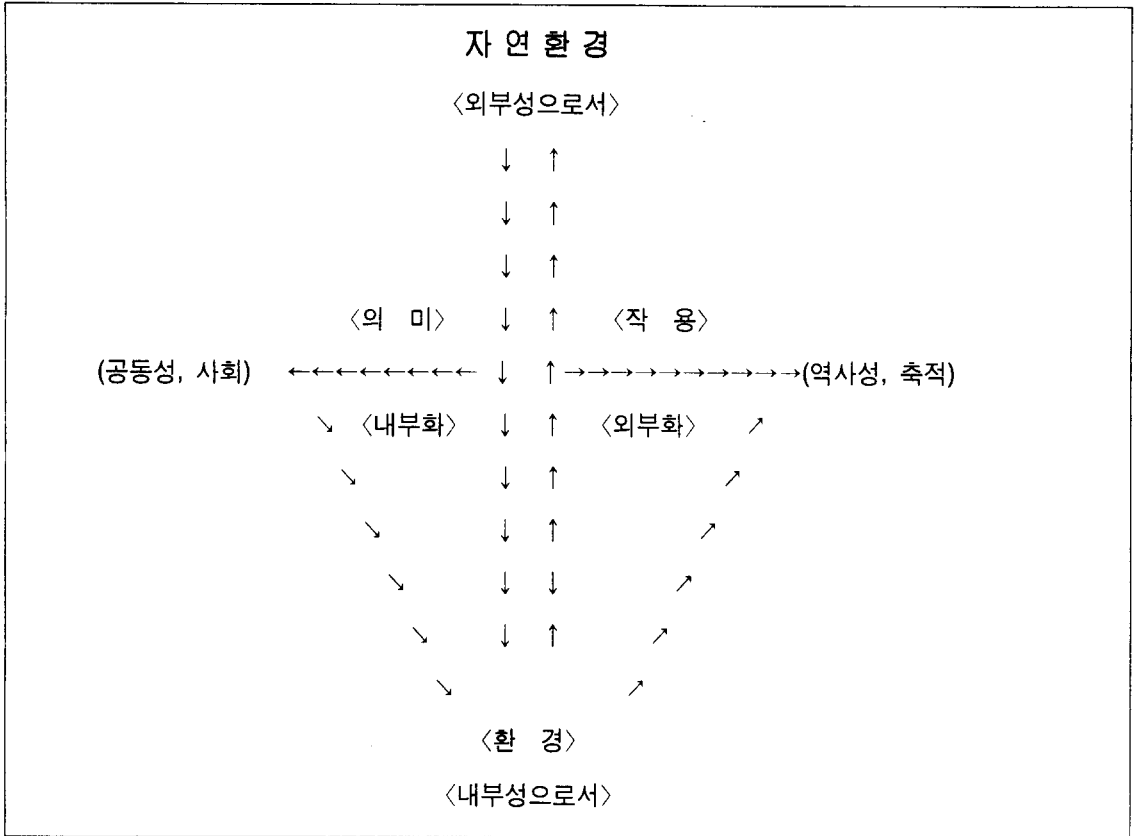 자 연 환 경
〈외부성으로서〉
↓ ↑
↓ ↑
↓ ↑
〈의 미〉 ↓ ↑ 〈작 용〉
(공동성, 사회) ←←←←←←←← ↓ ↑ →→→→→→→→→→(역사성, 축적)
↘ 〈내부화〉 ↓ ↑ 〈외부화〉 ↗
↘ ↓ ↑ ↗
↘ ↓ ↑ ↗
↘ ↓ ↓ ↗
↘ ↓ ↑ ↗
↘ ↗
〈환 경〉
〈내부성으로서〉